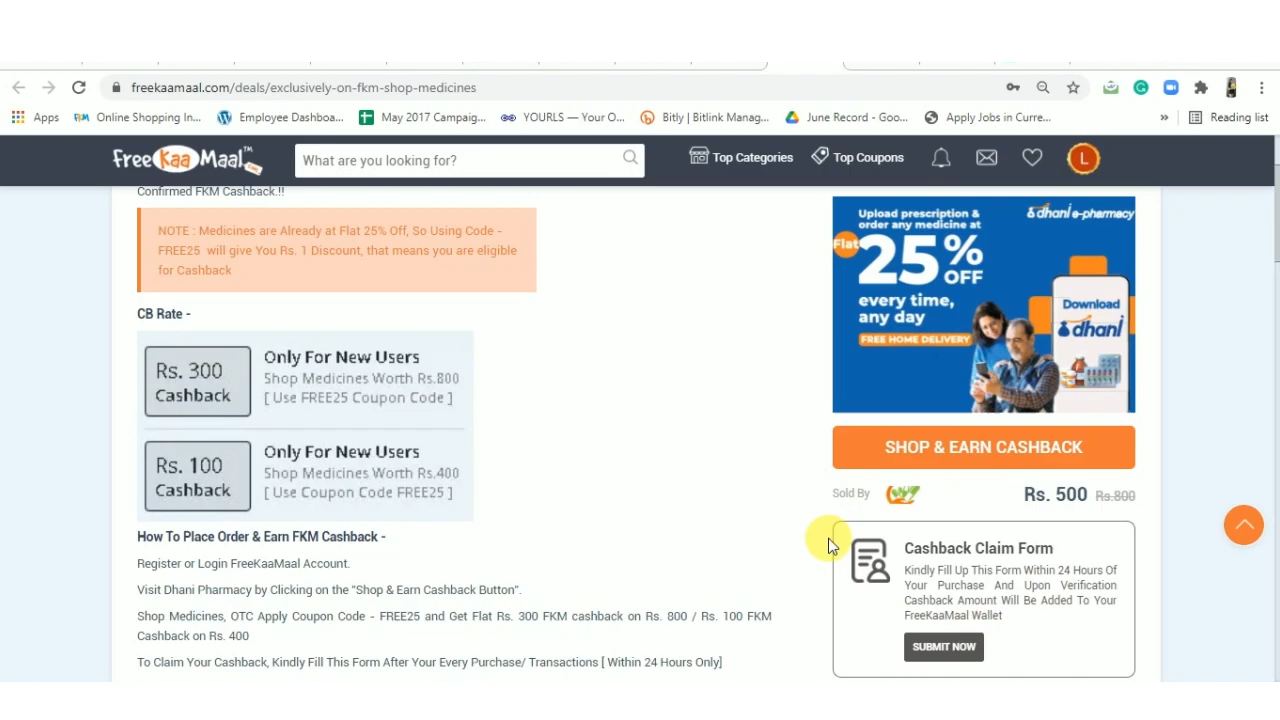 freekaamaal.com/deals/exclusively-on-fkm-shop-medicines
Apps
Online Shopping In...
Employee Dashboa...
May 2017 Campaig...
YOURLS — Your O...
Bitly | Bitlink Manag...
June Record - Goo...
Apply Jobs in Curre...
»
Reading list
Free Kaa Maal™
What are you looking for?
Top Categories
Top Coupons
L
Confirmed FKM Cashback.!!
NOTE : Medicines are Already at Flat 25% Off, So Using Code -
FREE25 will give You Rs. 1 Discount, that means you are eligible
for Cashback
CB Rate -
Rs. 300
Cashback
Only For New Users
Shop Medicines Worth Rs.800
[ Use FREE25 Coupon Code ]
Rs. 100
Cashback
Only For New Users
Shop Medicines Worth Rs.400
[ Use Coupon Code FREE25 ]
How To Place Order & Earn FKM Cashback -
Register or Login FreeKaaMaal Account.
Visit Dhani Pharmacy by Clicking on the "Shop & Earn Cashback Button".
Shop Medicines, OTC Apply Coupon Code - FREE25 and Get Flat Rs. 300 FKM cashback on Rs. 800 / Rs. 100 FKM
Cashback on Rs. 400
To Claim Your Cashback, Kindly Fill This Form After Your Every Purchase/ Transactions [ Within 24 Hours Only]
Upload prescription &
order any medicine at
dhani e-pharmacy
Flat
25%
OFF
every time,
any day
FREE HOME DELIVERY
Download
dhani
SHOP & EARN CASHBACK
Sold By
Rs. 500 Rs.800
Cashback Claim Form
Kindly Fill Up This Form Within 24 Hours Of
Your Purchase And Upon Verification
Cashback Amount Will Be Added To Your
FreeKaaMaal Wallet
SUBMIT NOW